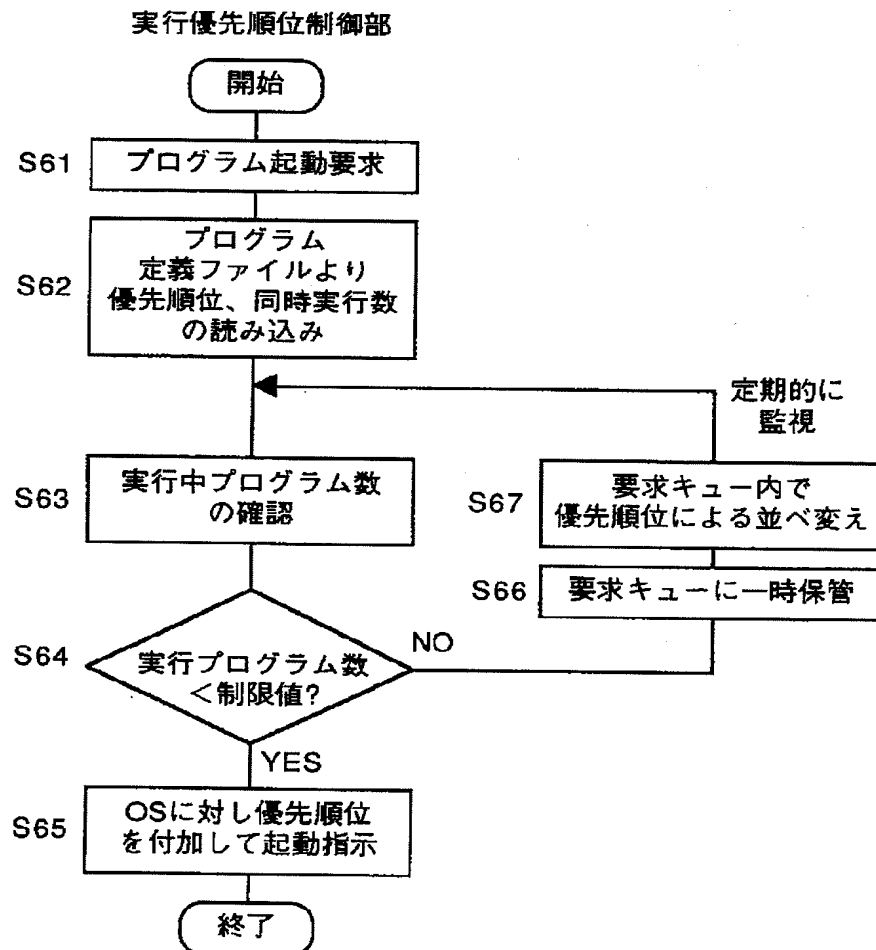 実行優先順位制御部
開始
S61
プログラム起動要求
S62
プログラム
定義ファイルより
優先順位、同時実行数
の読み込み
定期的に
監視
S63
実行中プログラム数
の確認
S67
要求キュー内で
優先順位による並べ変え
S66
要求キューに一時保管
S64
実行プログラム数
<制限値?
NO
YES
S65
OSに対し優先順位
を付加して起動指示
終了